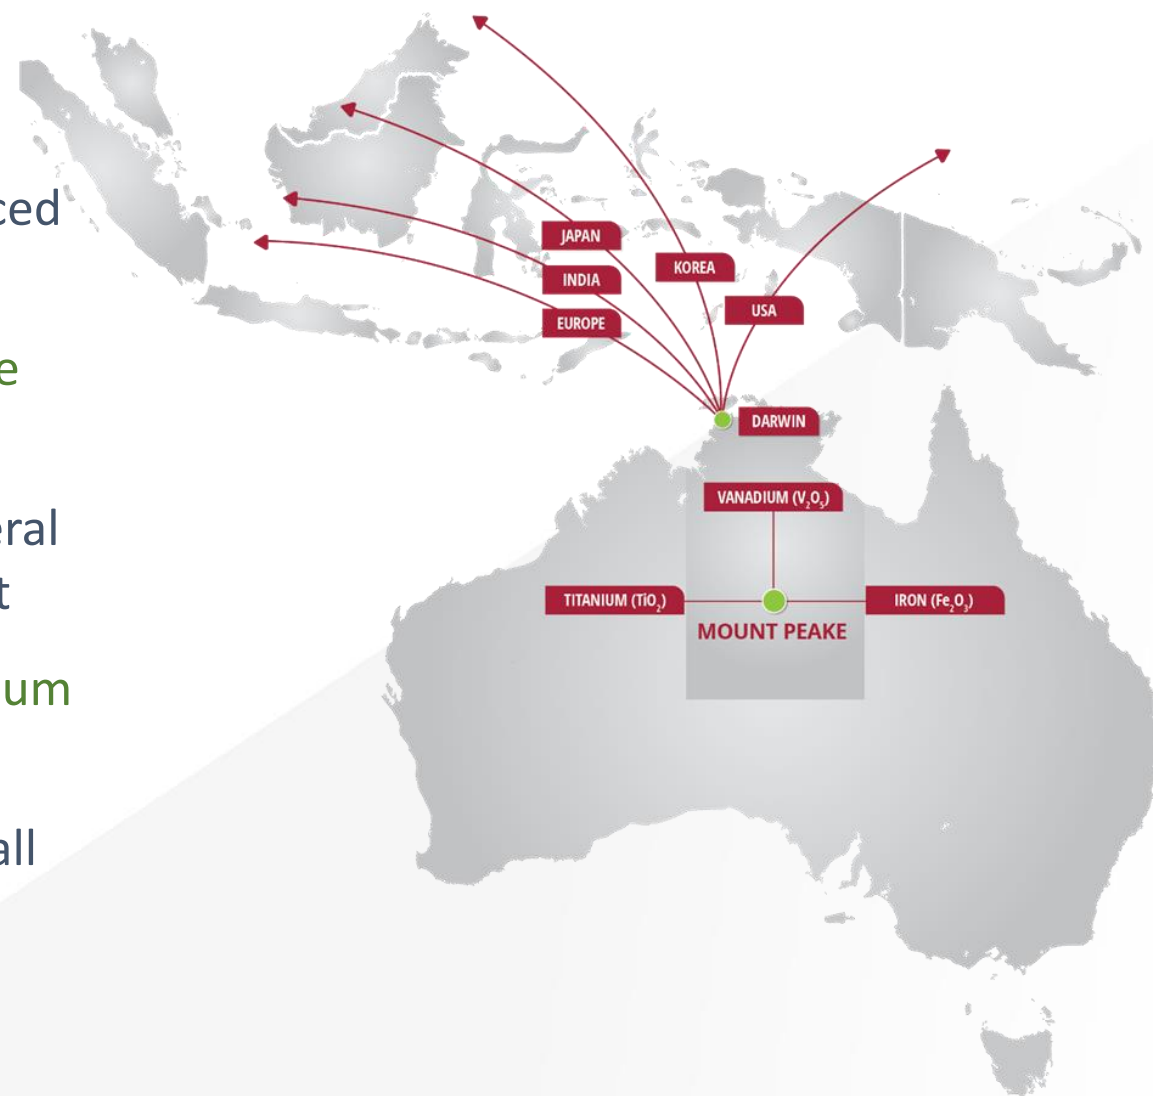 ced
e
eral
t
um
all
JAPAN
KOREA
INDIA
USA
EUROPE
DARWIN
VANADIUM (V₂O₅)
TITANIUM (TiO₂)
IRON (Fe₂O₃)
MOUNT PEAKE